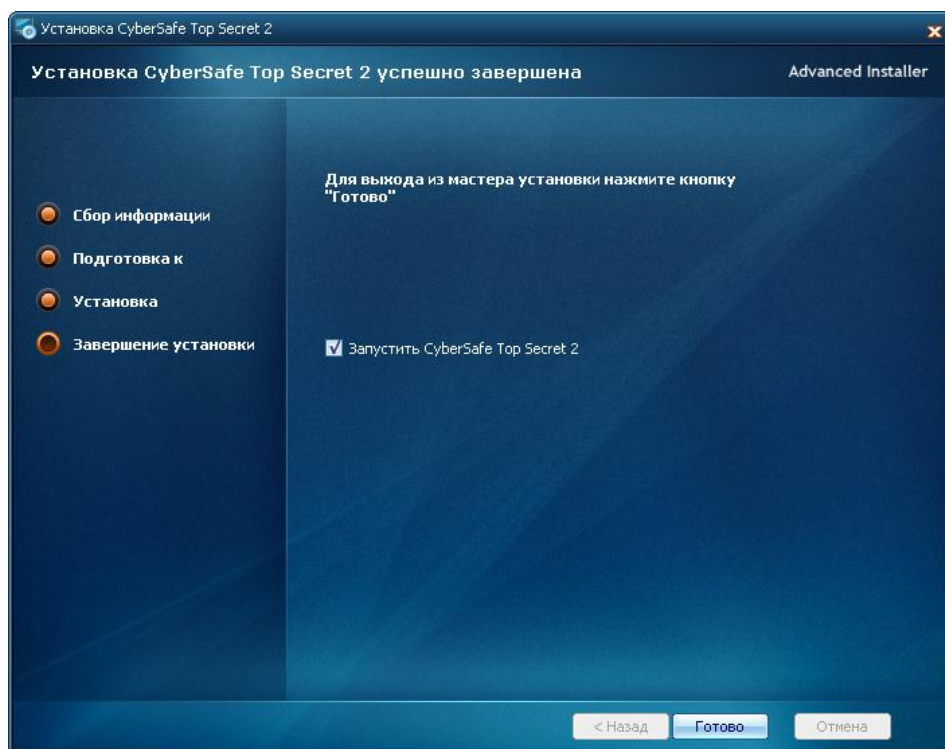 Установка CyberSafe Top Secret 2
Установка CyberSafe Top Secret 2 успешно завершена
Advanced Installer
Для выхода из мастера установки нажмите кнопку
"Готово"
Сбор информации
Подготовка к
Установка
Завершение установки
Запустить CyberSafe Top Secret 2
< Назад
Готово
Отмена